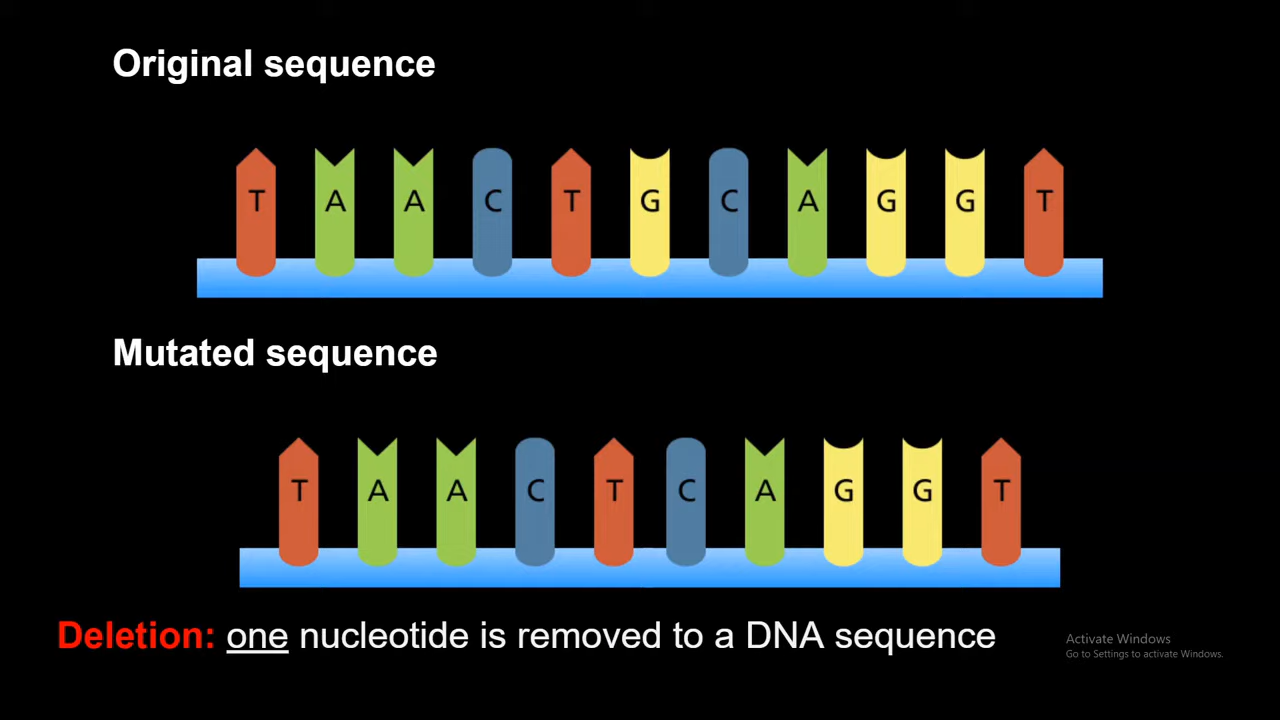 Original sequence
T A A C T G C A G G T
Mutated sequence
T A A C T C A G G T
Deletion: one nucleotide is removed to a DNA sequence
Activate Windows
Go to Settings to activate Windows.